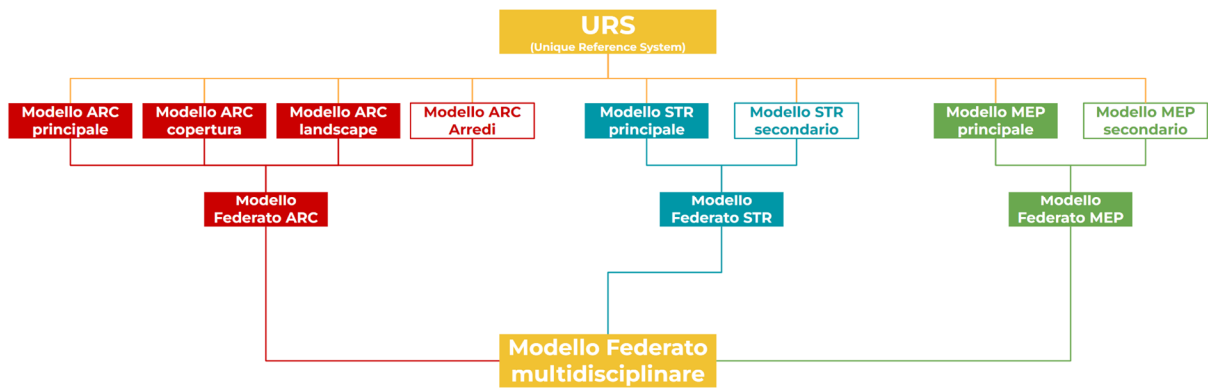 URS
(Unique Reference System)
Modello ARC
principale
Modello ARC
copertura
Modello ARC
landscape
Modello ARC
Arredi
Modello STR
principale
Modello STR
secondario
Modello MEP
principale
Modello MEP
secondario
Modello
Federato ARC
Modello
Federato STR
Modello
Federato MEP
Modello Federato
multidisciplinare